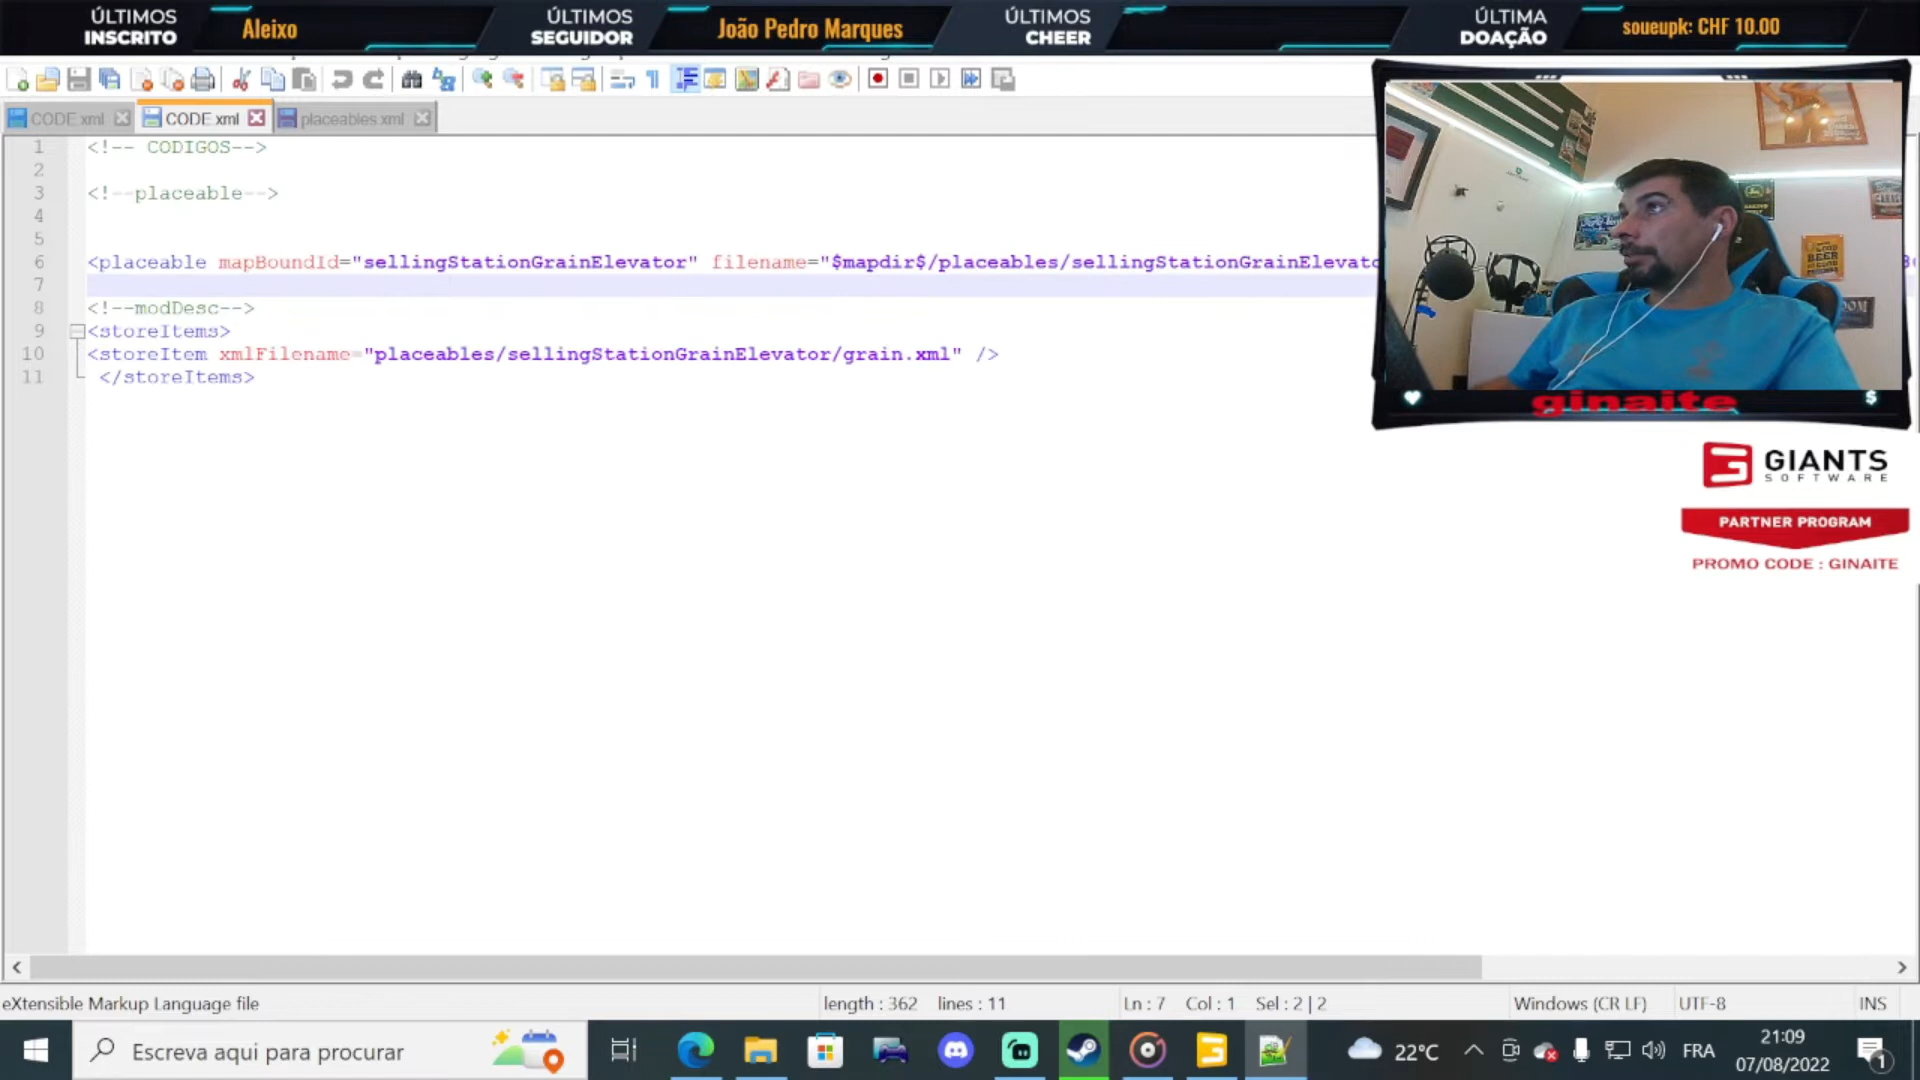 ÚLTIMOS INSCRITO
Aleixo
ÚLTIMOS SEGUIDOR
João Pedro Marques
ÚLTIMOS CHEER
ÚLTIMA DOAÇÃO
soueupk: CHF 10.00
CODE xml
CODE xml
placeables xml
1 <!-- CODIGOS-->
2
3 <!--placeable-->
4
5
6 <placeable mapBoundId="sellingStationGrainElevator" filename="$mapdir$/placeables/sellingStationGrainElevato
7
8 <!--modDesc-->
9 <storeItems>
10 <storeItem xmlFilename="placeables/sellingStationGrainElevator/grain.xml" />
11 </storeItems>
ginaite
GIANTS
SOFTWARE
PARTNER PROGRAM
PROMO CODE : GINAITE
eXtensible Markup Language file
length : 362 lines : 11
Ln : 7 Col : 1 Sel : 2 | 2
Windows (CR LF)
UTF-8
INS
Escreva aqui para procurar
22°C
FRA
21:09
07/08/2022
1